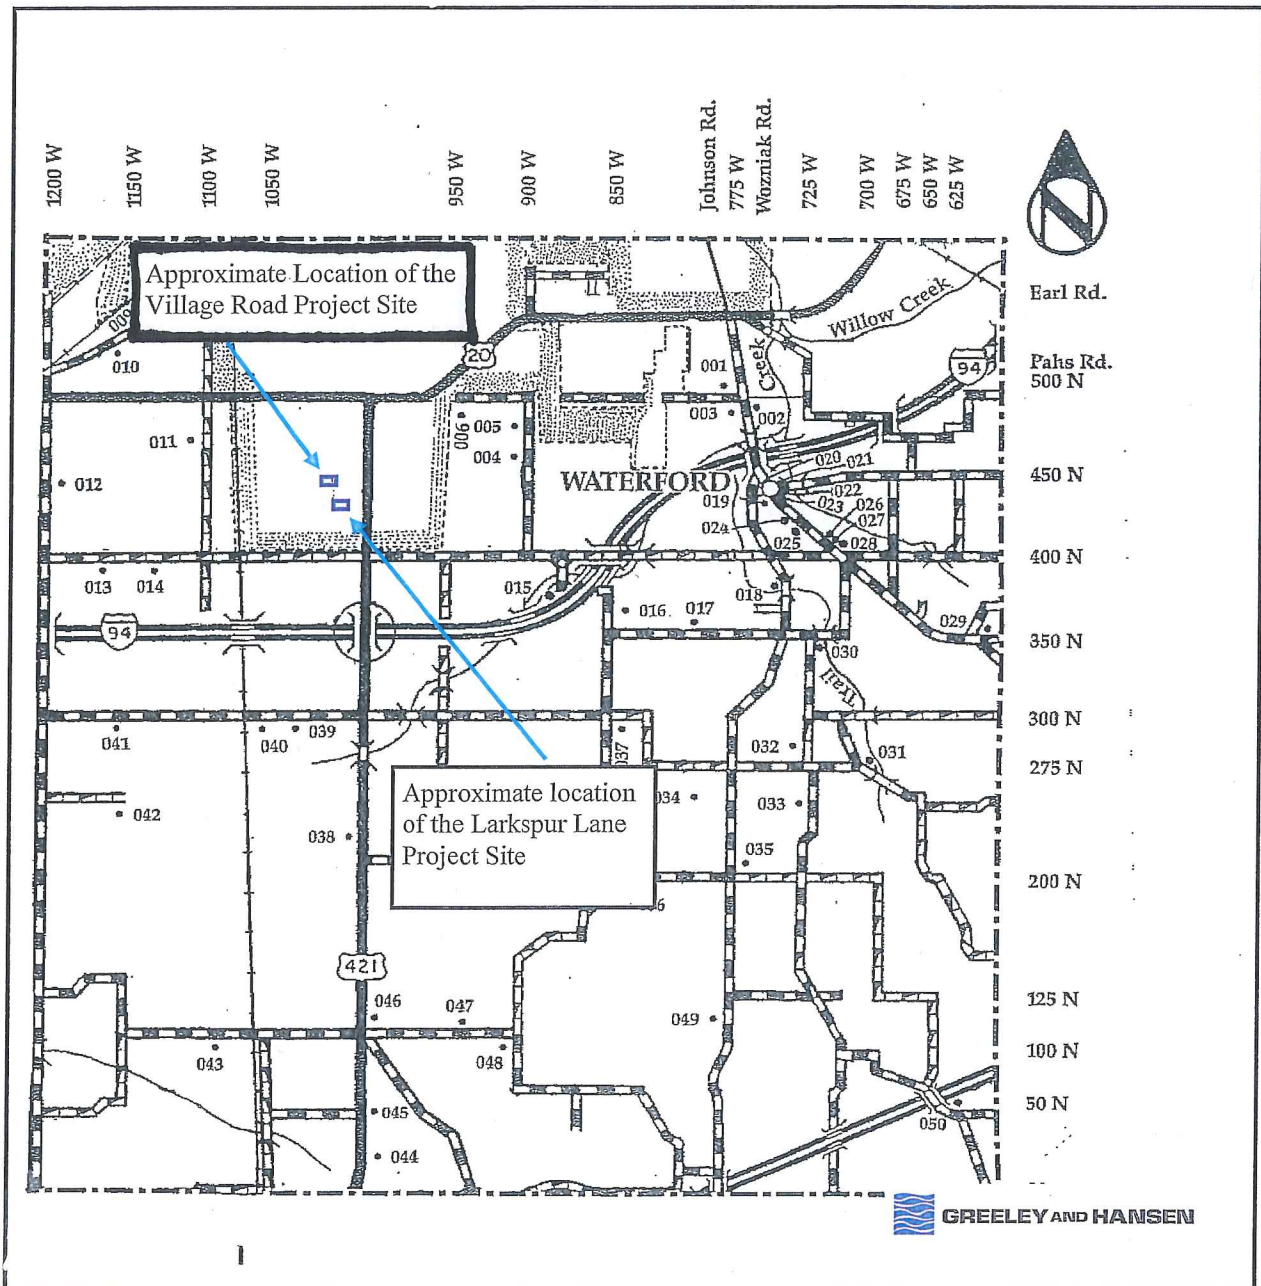 1200 W
1150 W
1100 W
1050 W
950 W
900 W
850 W
Johnson Rd.
775 W
Wozniak Rd.
725 W
700 W
675 W
650 W
625 W
Approximate Location of the
Village Road Project Site
Earl Rd.
Willow Creek
Creek
009
010
20
94
Pahs Rd.
500 N
001
003
002
006
005
004
011
012
WATERFORD
020
021
450 N
019
022
023
026
027
024
025
028
400 N
013
014
015
016
017
018
029
94
030
350 N
Trail
300 N
041
040
039
037
032
031
275 N
Approximate location
of the Larkspur Lane
Project Site
034
033
042
038
035
200 N
6
421
046
047
049
125 N
043
048
100 N
045
50 N
050
044
GREELEY AND HANSEN